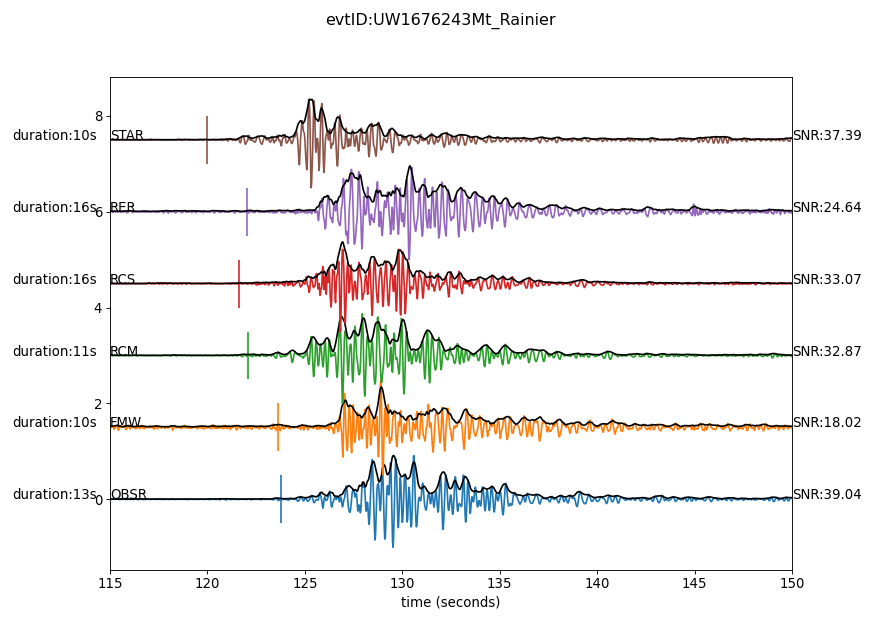 evtID:UW1676243Mt_Rainier
8
duration:10s STAR SNR:37.39
duration:16s RER SNR:24.64
6
duration:16s RCS SNR:33.07
4
duration:11s RCM SNR:32.87
2
duration:10s FMW SNR:18.02
duration:13s OBSR SNR:39.04
0
115 120 125 130 135 140 145 150
time (seconds)